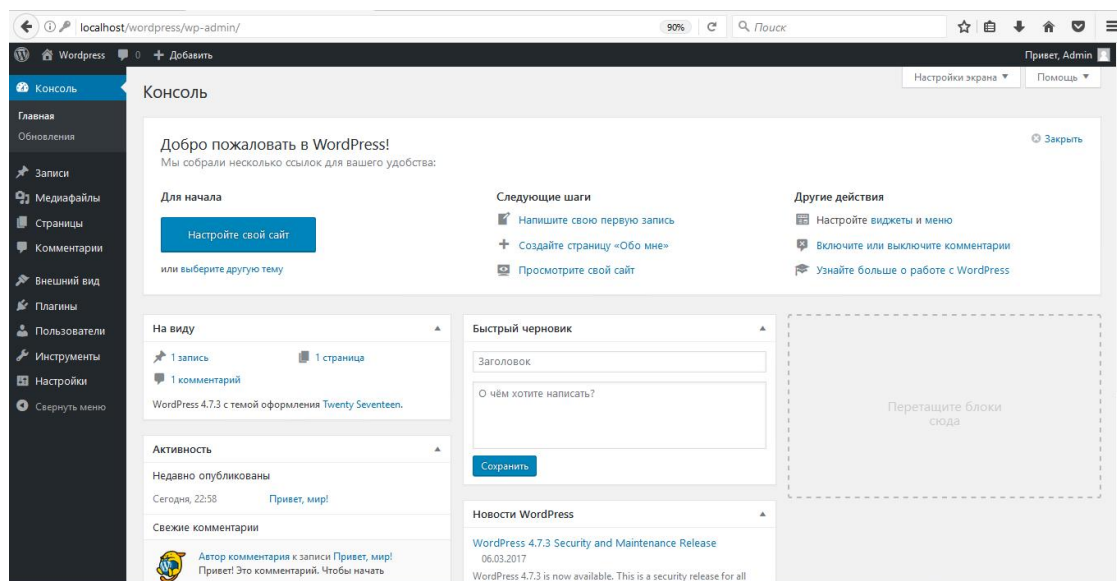 localhost/wordpress/wp-admin/
90%
Поиск
Wordpress
0
Добавить
Привет, Admin
Консоль
Главная
Обновления
Записи
Медиафайлы
Страницы
Комментарии
Внешний вид
Плагины
Пользователи
Инструменты
Настройки
Свернуть меню
Настройки экрана
Помощь
Консоль
Добро пожаловать в WordPress!
Мы собрали несколько ссылок для вашего удобства:
Закрыть
Для начала
Настройте свой сайт
или выберите другую тему
Следующие шаги
Напишите свою первую запись
Создайте страницу «Обо мне»
Просмотрите свой сайт
Другие действия
Настройте виджеты и меню
Включите или выключите комментарии
Узнайте больше о работе с WordPress
На виду
1 запись
1 страница
1 комментарий
WordPress 4.7.3 с темой оформления Twenty Seventeen.
Активность
Недавно опубликованы
Сегодня, 22:58
Привет, мир!
Свежие комментарии
Автор комментария к записи Привет, мир!
Привет! Это комментарий. Чтобы начать
Быстрый черновик
Заголовок
О чём хотите написать?
Сохранить
Новости WordPress
WordPress 4.7.3 Security and Maintenance Release
06.03.2017
WordPress 4.7.3 is now available. This is a security release for all
Перетащите блоки
сюда